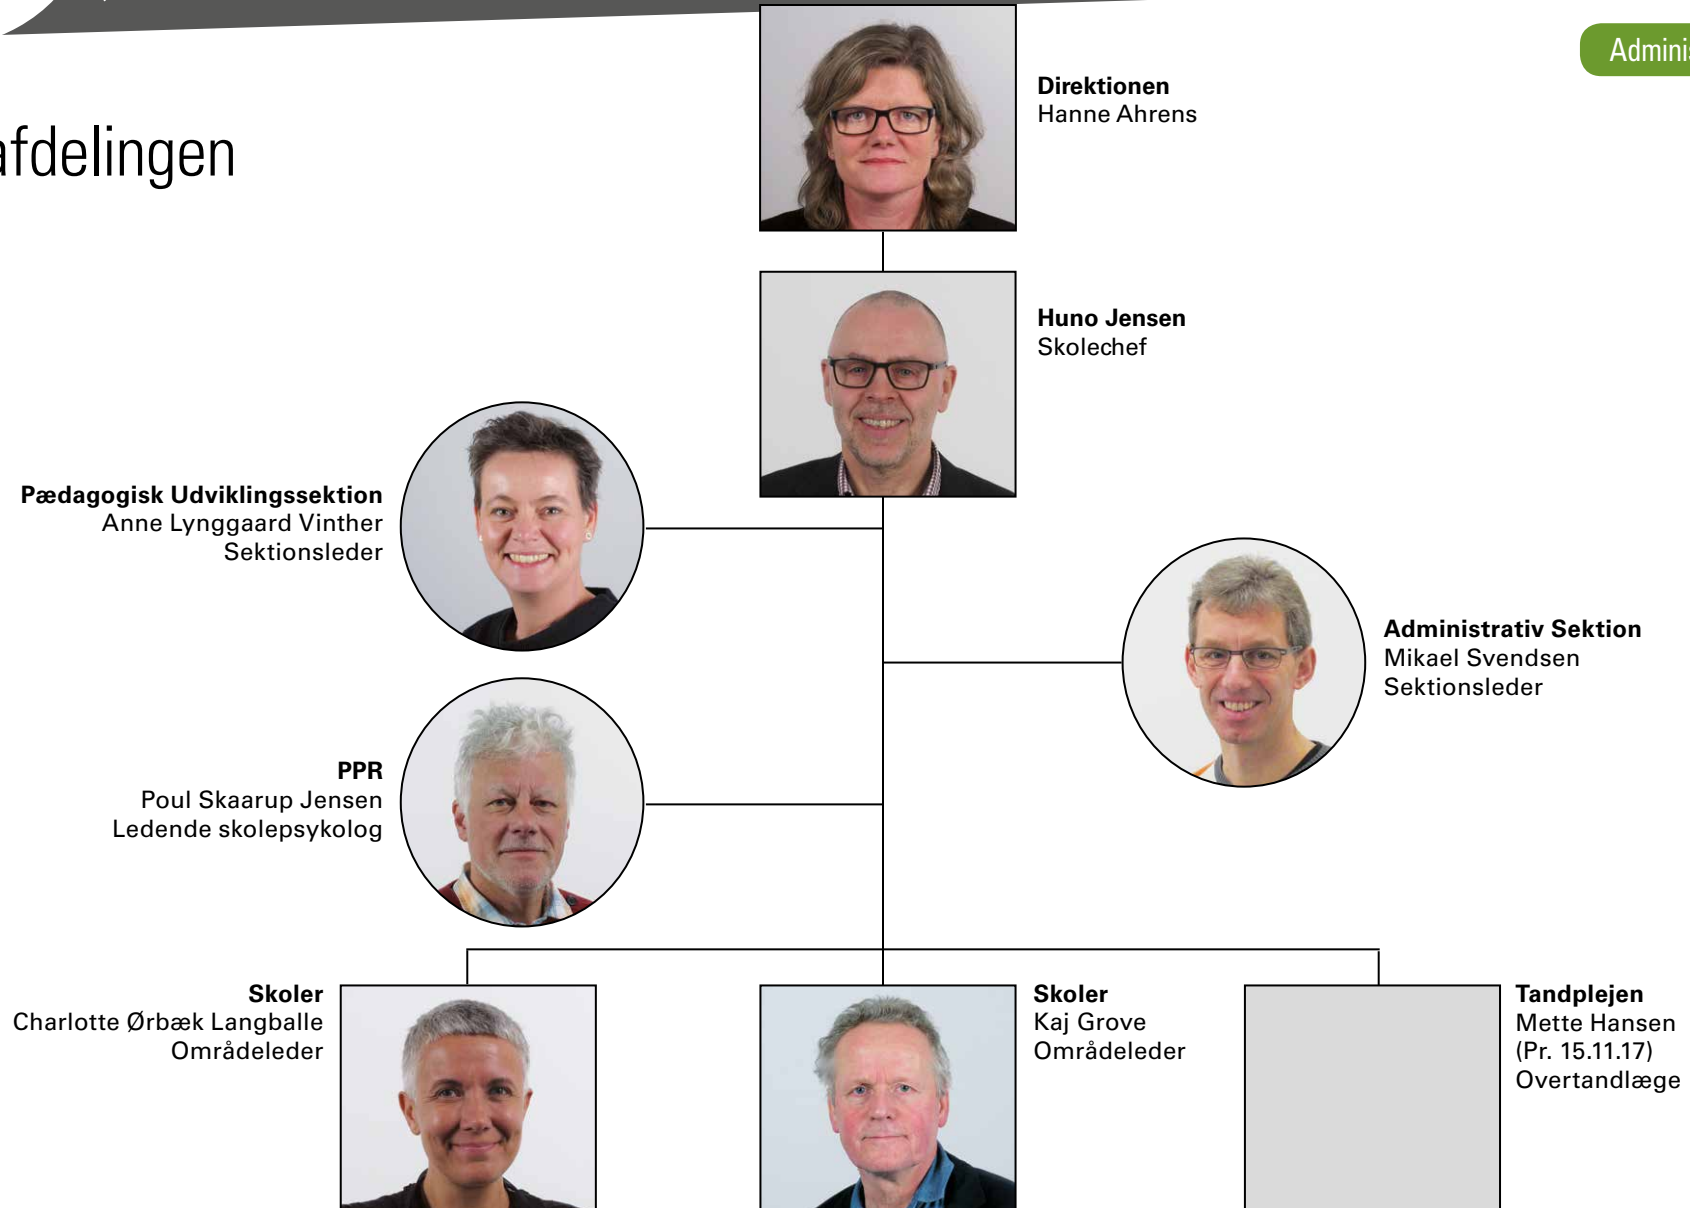 afdelingen
Direktionen
Hanne Ahrens
Huno Jensen
Skolechef
Pædagogisk Udviklingssektion
Anne Lynggaard Vinther
Sektionsleder
Administrativ Sektion
Mikael Svendsen
Sektionsleder
PPR
Poul Skaarup Jensen
Ledende skolepsykolog
Skoler
Charlotte Ørbæk Langballe
Områdeleder
Skoler
Kaj Grove
Områdeleder
Tandplejen
Mette Hansen
(Pr. 15.11.17)
Overtandlæge